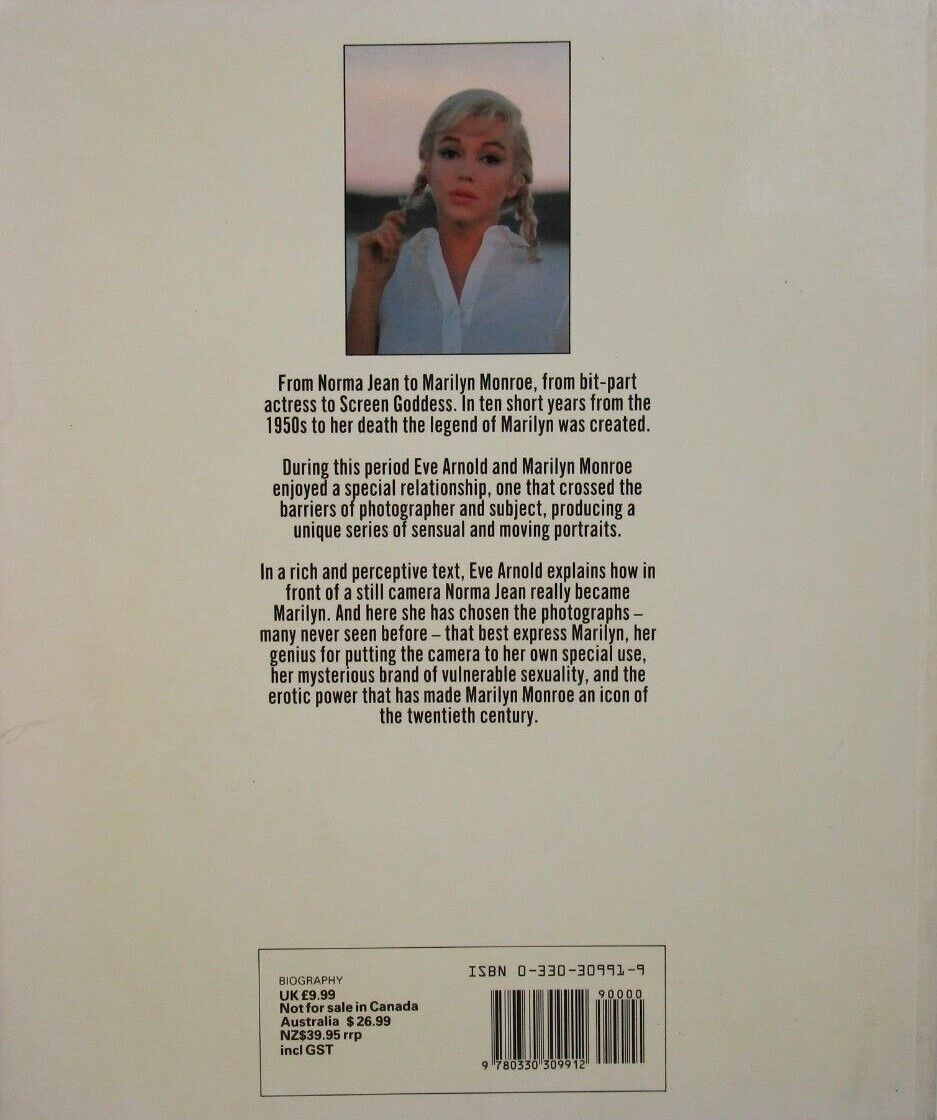 From Norma Jean to Marilyn Monroe, from bit-part
actress to Screen Goddess. In ten short years from the
1950s to her death the legend of Marilyn was created.
During this period Eve Arnold and Marilyn Monroe
enjoyed a special relationship, one that crossed the
barriers of photographer and subject, producing a
unique series of sensual and moving portraits.
In a rich and perceptive text, Eve Arnold explains how in
front of a still camera Norma Jean really became
Marilyn. And here she has chosen the photographs –
many never seen before – that best express Marilyn, her
genius for putting the camera to her own special use,
her mysterious brand of vulnerable sexuality, and the
erotic power that has made Marilyn Monroe an icon of
the twentieth century.
BIOGRAPHY
UK £9.99
Not for sale in Canada
Australia $26.99
NZ$39.95 rrp
incl GST
ISBN 0-330-30991-9
90000
9 780330 309912